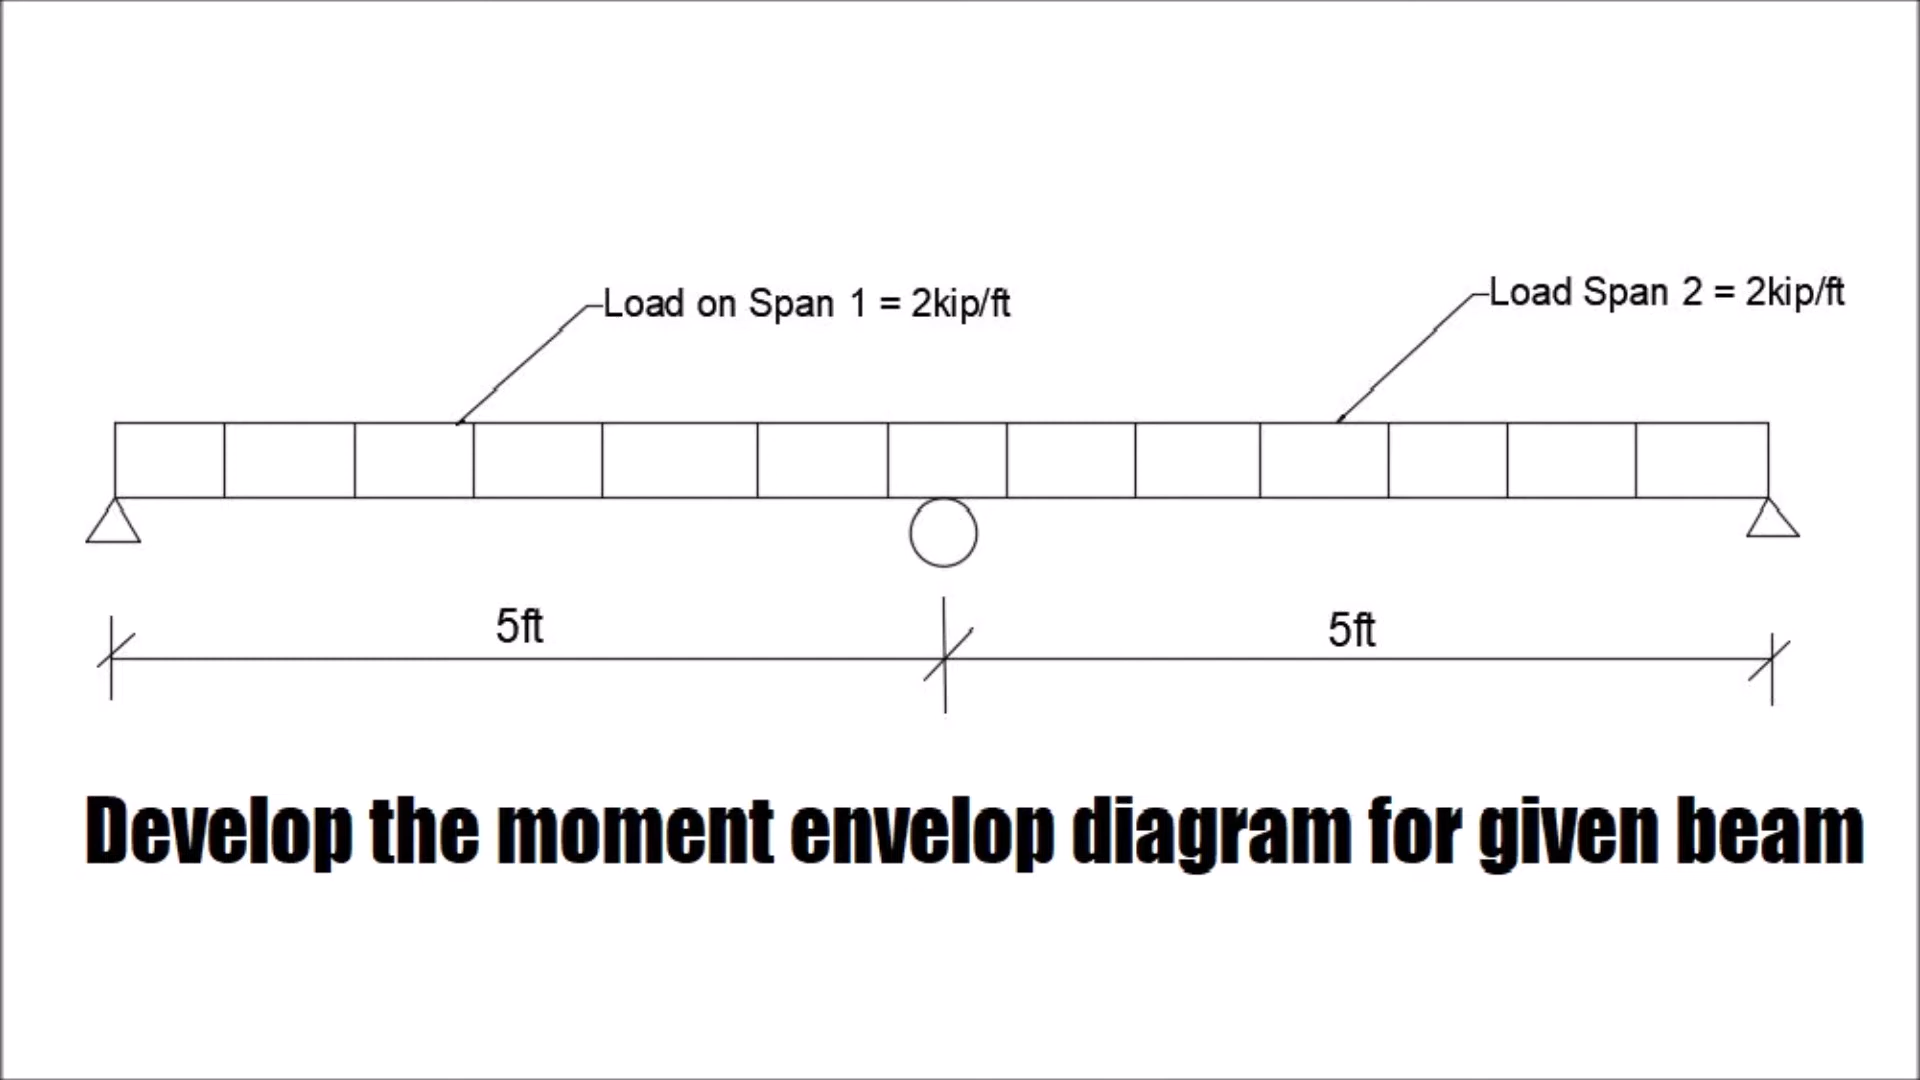 Load on Span 1 = 2kip/ft
Load Span 2 = 2kip/ft
5ft
5ft
Develop the moment envelop diagram for given beam